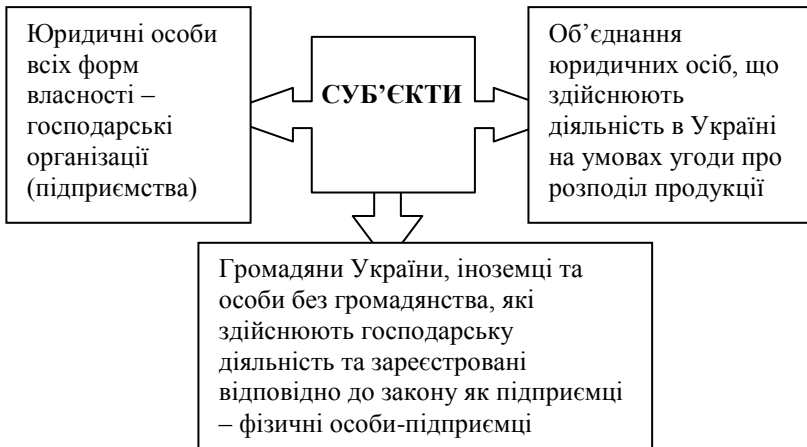 Юридичні особи
всіх форм
власності –
господарські
організації
(підприємства)
СУБ’ЄКТИ
Об’єднання
юридичних осіб, що
здійснюють
діяльність в Україні
на умовах угоди про
розподіл продукції
Громадяни України, іноземці та
особи без громадянства, які
здійснюють господарську
діяльність та зареєстровані
відповідно до закону як підприємці
– фізичні особи-підприємці